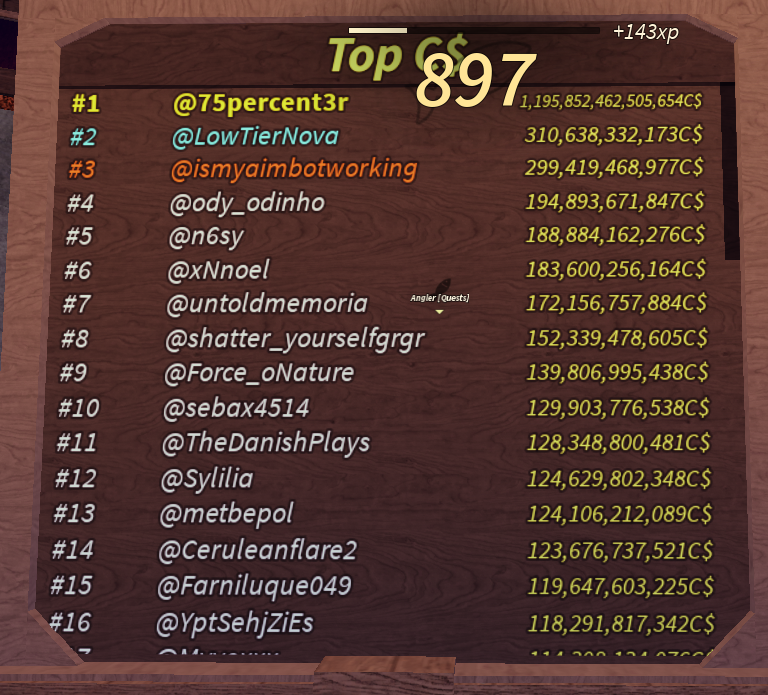 +143xp
Top C$
897
#1 @75percent3r 1,195,852,462,505,654C$
#2 @LowTierNova 310,638,332,173C$
#3 @ismyaimbotworking 299,419,468,977C$
#4 @ody_odinho 194,893,671,847C$
#5 @n6sy 188,884,162,276C$
#6 @xNnoel 183,600,256,164C$
Angler [Quests]
#7 @untoldmemoria 172,156,757,884C$
#8 @shatter_yourselfgrgr 152,339,478,605C$
#9 @Force_oNature 139,806,995,438C$
#10 @sebax4514 129,903,776,538C$
#11 @TheDanishPlays 128,348,800,481C$
#12 @Sylilia 124,629,802,348C$
#13 @metbepol 124,106,212,089C$
#14 @Ceruleanflare2 123,676,737,521C$
#15 @Farniluque049 119,647,603,225C$
#16 @YptSehjZiEs 118,291,817,342C$